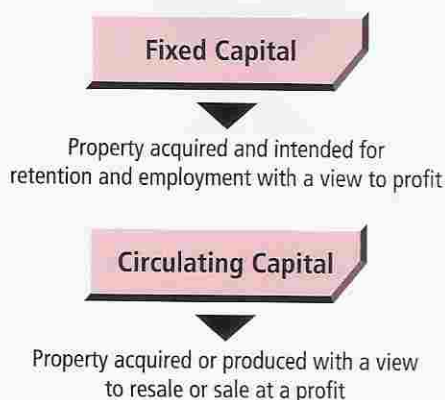 Fixed Capital
Property acquired and intended for
retention and employment with a view to profit
Circulating Capital
Property acquired or produced with a view
to resale or sale at a profit